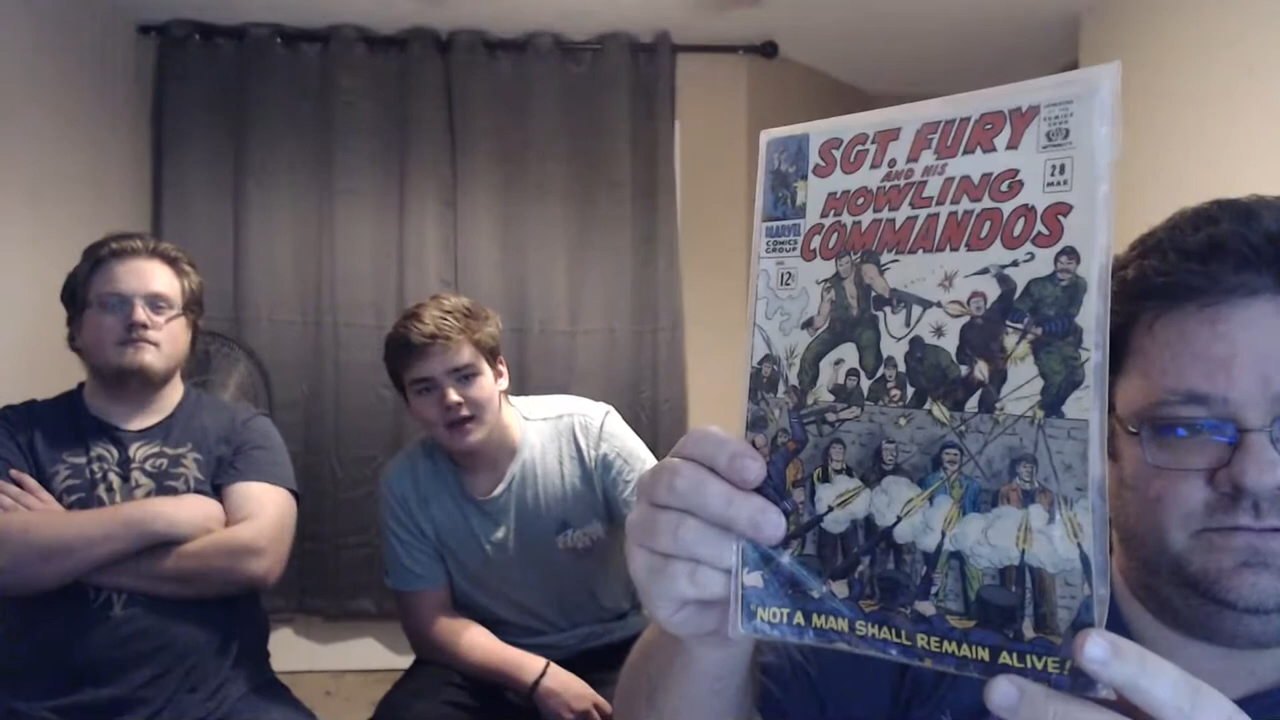 SGT. FURY
AND HIS
HOWLING
COMMANDOS
28
MAR
MARVEL
COMICS
GROUP
12¢
"NOT A MAN SHALL REMAIN ALIVE!"